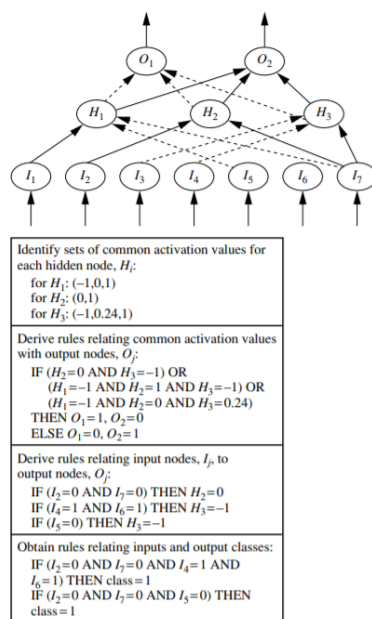 O1 O2
H1 H2 H3
I1 I2 I3 I4 I5 I6 I7
Identify sets of common activation values for
each hidden node, Hi:
for H1: (−1,0,1)
for H2: (0,1)
for H3: (−1,0.24,1)
Derive rules relating common activation values
with output nodes, Oj:
IF (H2=0 AND H3=−1) OR
(H1=−1 AND H2=1 AND H3=−1) OR
(H1=−1 AND H2=0 AND H3=0.24)
THEN O1=1, O2=0
ELSE O1=0, O2=1
Derive rules relating input nodes, Ij, to
output nodes, Oj:
IF (I2=0 AND I7=0) THEN H2=0
IF (I4=1 AND I6=1) THEN H3=−1
IF (I5=0) THEN H3=−1
Obtain rules relating inputs and output classes:
IF (I2=0 AND I7=0 AND I4=1 AND
I6=1) THEN class=1
IF (I2=0 AND I7=0 AND I5=0) THEN
class=1